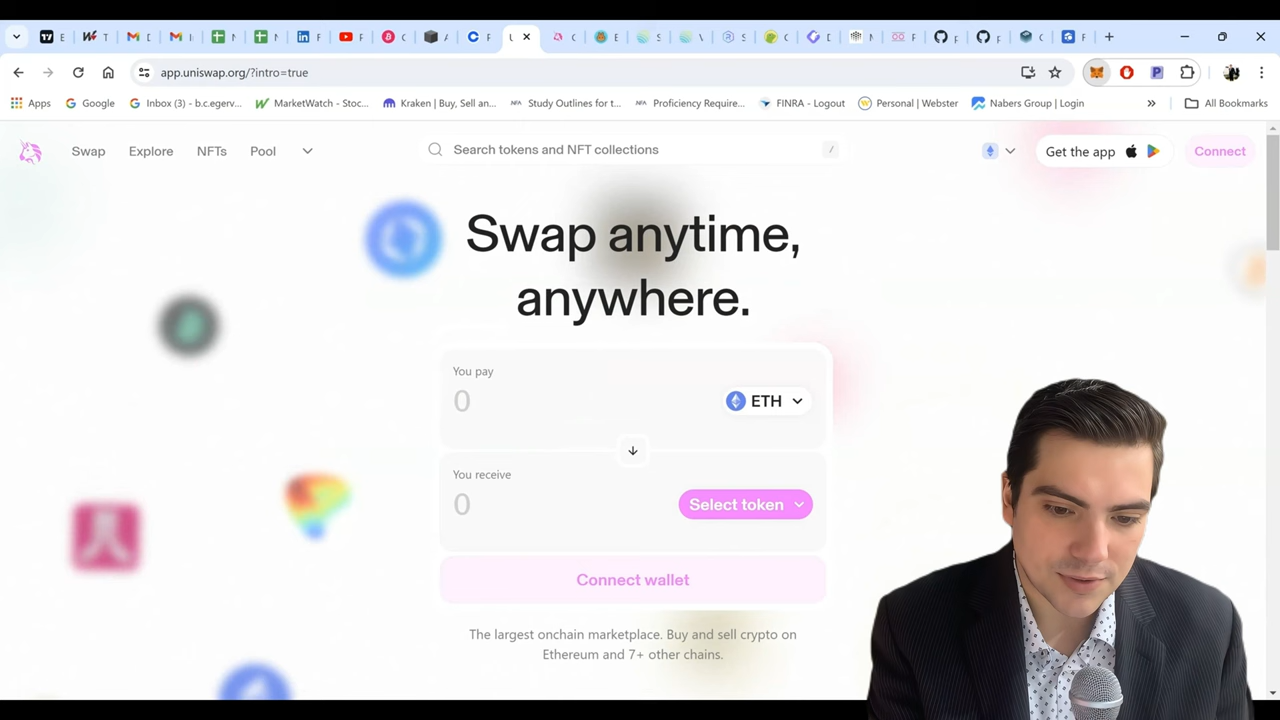 app.uniswap.org/?intro=true
Apps
Google
Inbox (3) - b.c.egerv...
MarketWatch - Stoc...
Kraken | Buy, Sell an...
Study Outlines for t...
Proficiency Require...
FINRA - Logout
Personal | Webster
Nabers Group | Login
»
All Bookmarks
Swap
Explore
NFTs
Pool
Search tokens and NFT collections
/
Get the app
Connect
Swap anytime,
anywhere.
You pay
0
ETH
You receive
0
Select token
Connect wallet
The largest onchain marketplace. Buy and sell crypto on
Ethereum and 7+ other chains.